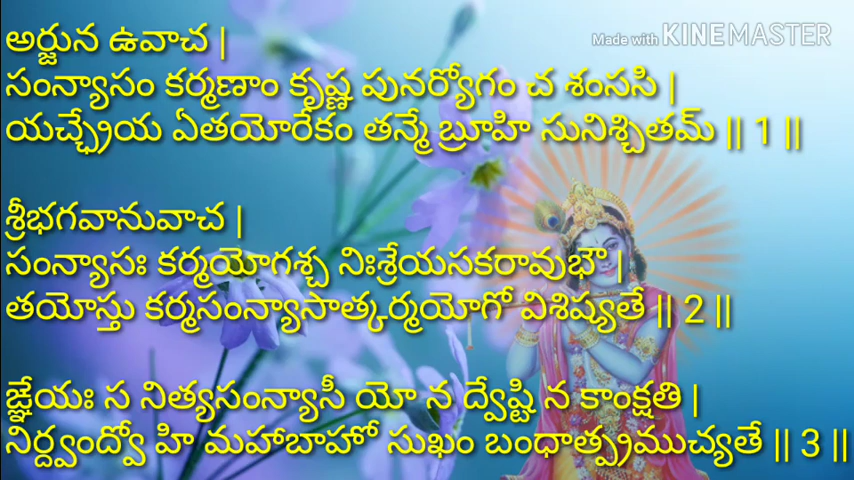 Made with KINEMASTER
అర్జున ఉవాచ |
సంన్యాసం కర్మణాం కృష్ణ పునర్యోగం చ శంససి |
యచ్ఛ్రేయ ఏతయోరేకం తన్మే బ్రూహి సునిశ్చితమ్ || 1 ||
శ్రీభగవానువాచ |
సంన్యాసః కర్మయోగశ్చ నిఃశ్రేయసకరావుభౌ |
తయోస్తు కర్మసంన్యాసాత్కర్మయోగో విశిష్యతే || 2 ||
ఙ్ఞేయః స నిత్యసంన్యాసీ యో న ద్వేష్టి న కాంక్షతి |
నిర్ద్వంద్వో హి మహాబాహో సుఖం బంధాత్ప్రముచ్యతే || 3 ||